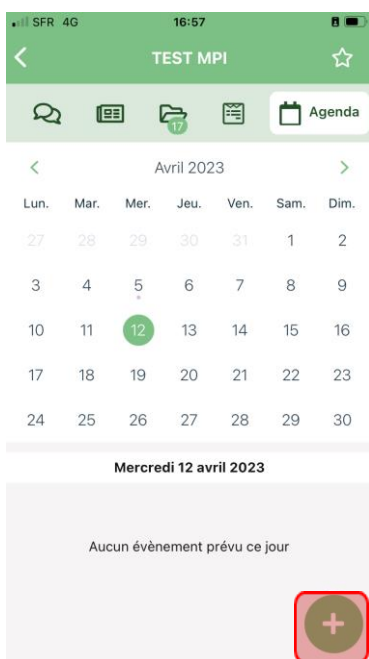 SFR 4G 16:57
TEST MPI
17 Agenda
< Avril 2023 >
Lun. Mar. Mer. Jeu. Ven. Sam. Dim.
27 28 29 30 31 1 2
3 4 5 6 7 8 9
10 11 12 13 14 15 16
17 18 19 20 21 22 23
24 25 26 27 28 29 30
Mercredi 12 avril 2023
Aucun évènement prévu ce jour
+